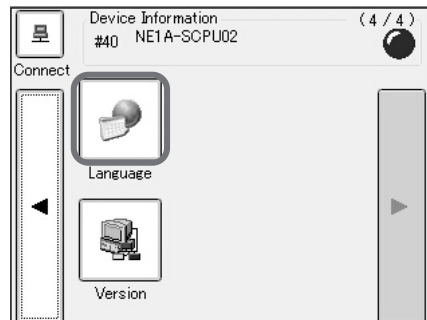 Device Information
(4/4)
#40 NE1A-SCPU02
Connect
Language
Version